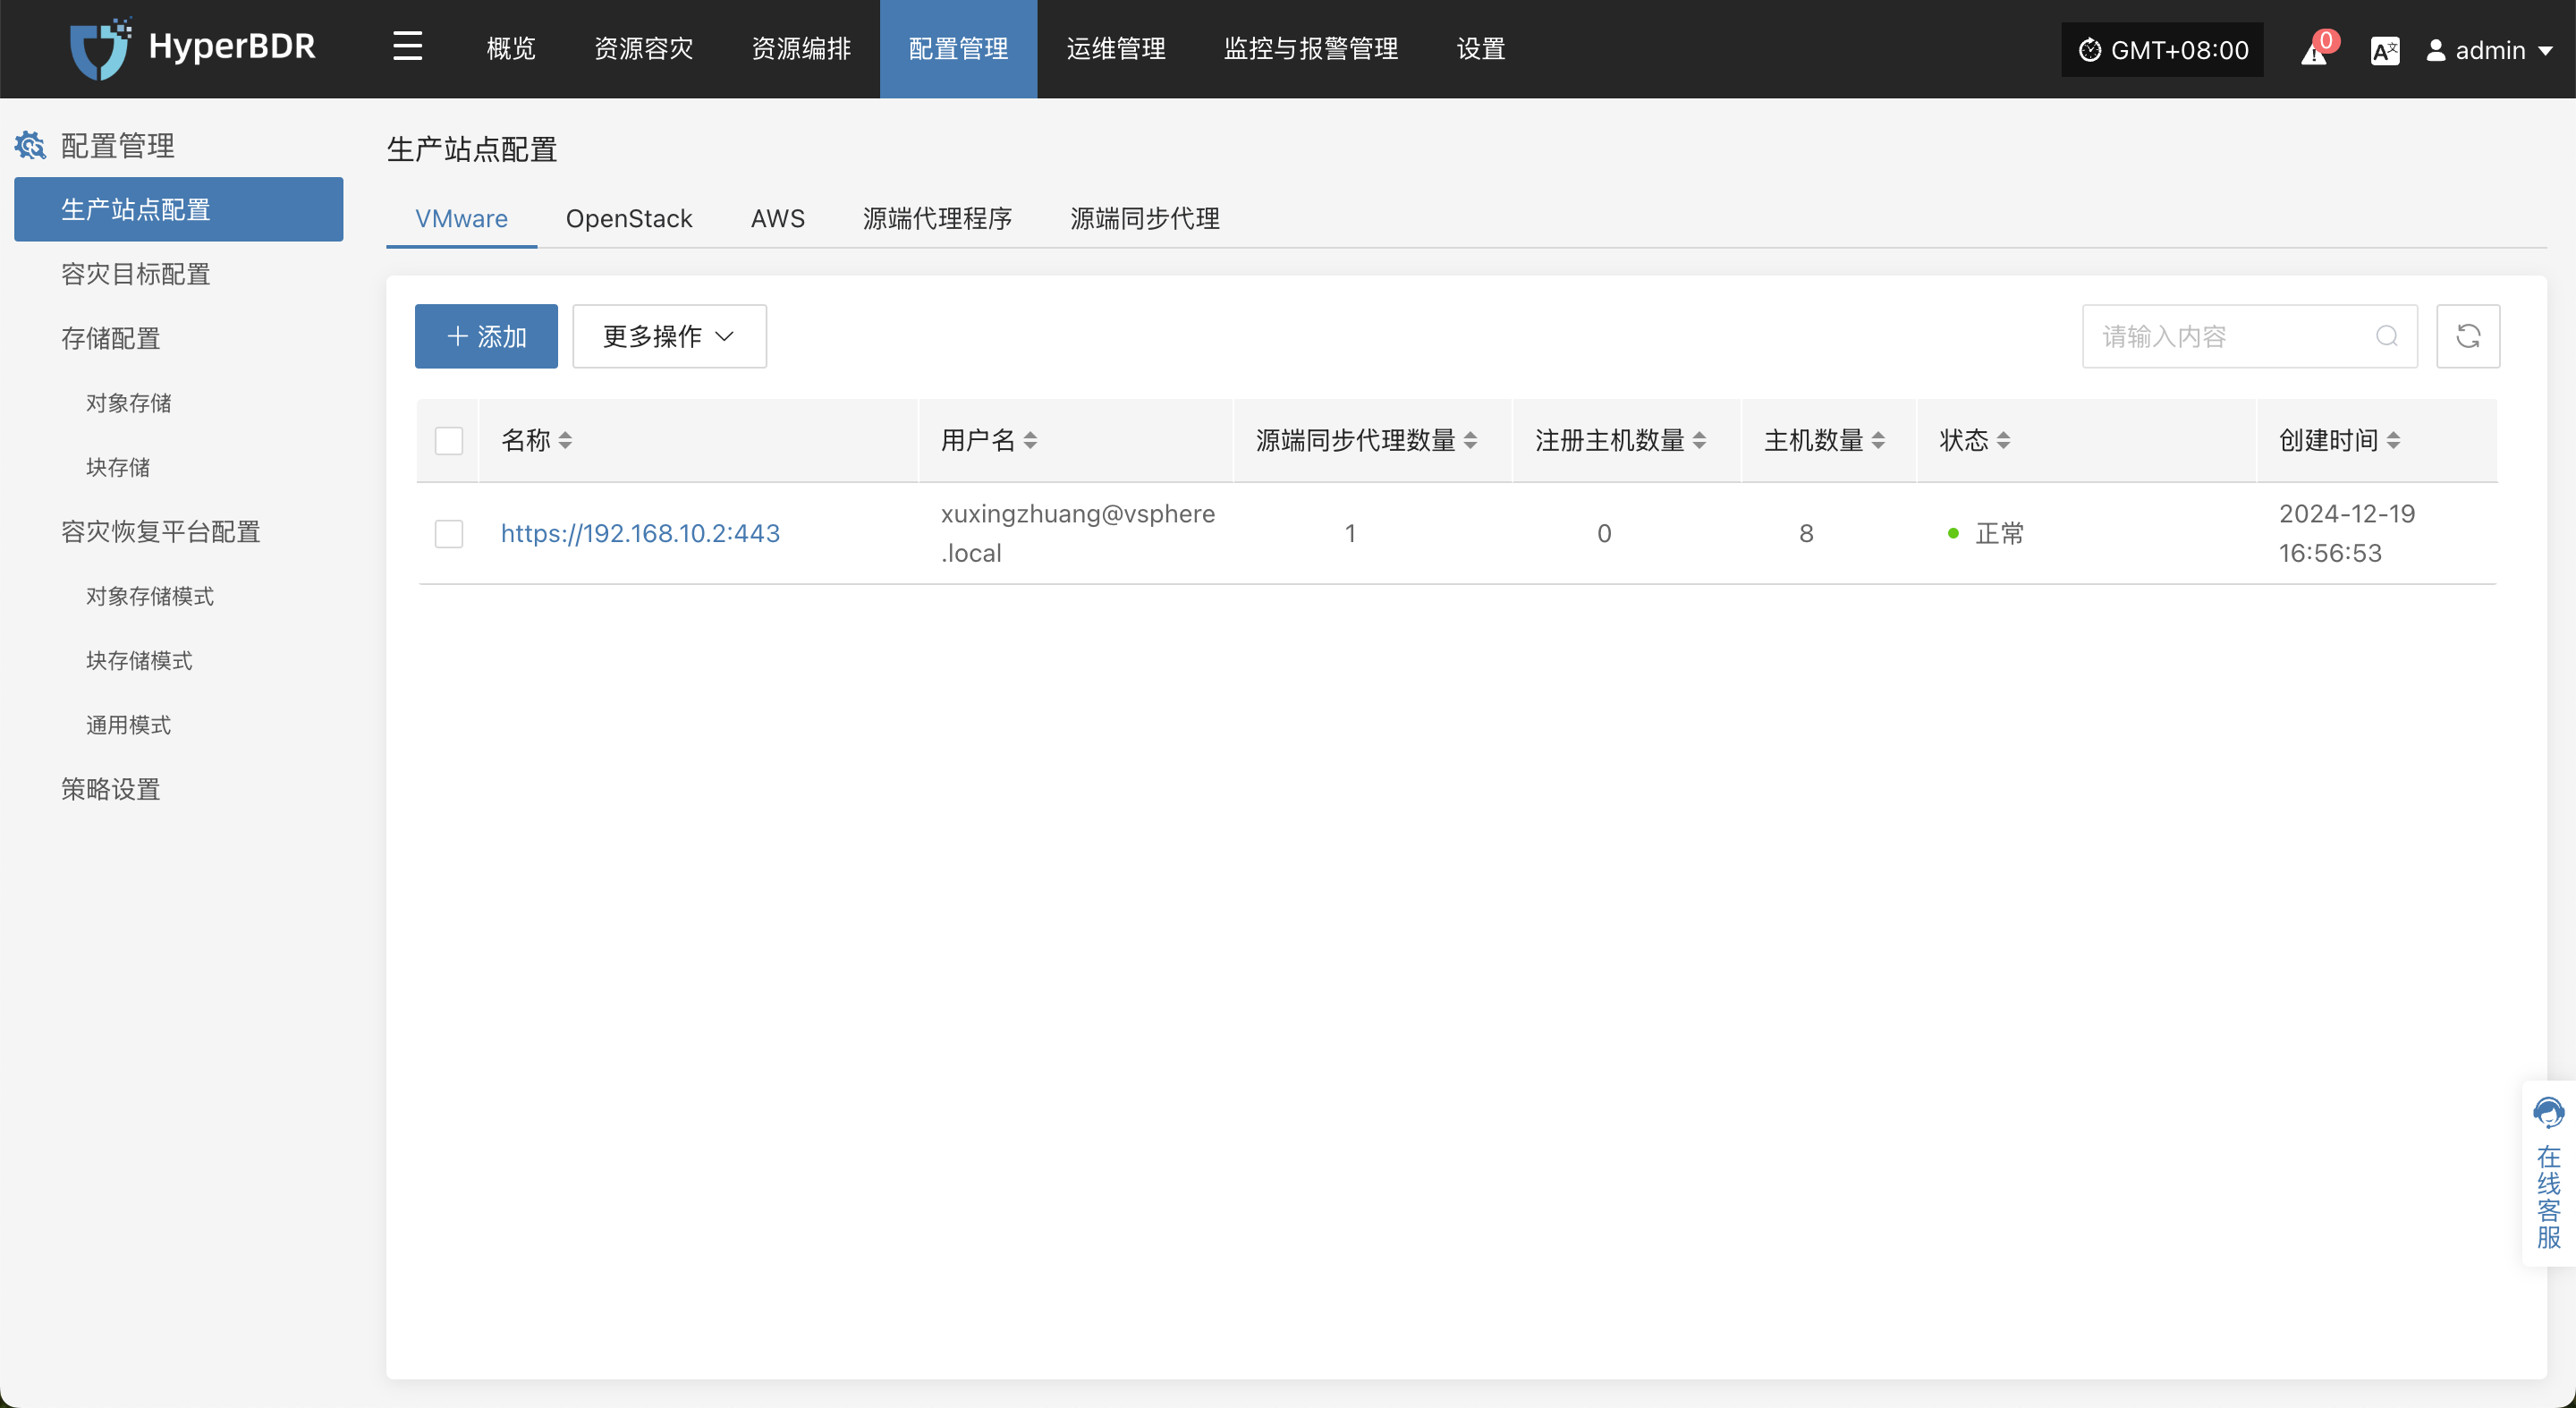 HyperBDR
概览 资源容灾 资源编排 配置管理 运维管理 监控与报警管理 设置
GMT+08:00 0 admin
配置管理
生产站点配置
容灾目标配置
存储配置
对象存储
块存储
容灾恢复平台配置
对象存储模式
块存储模式
通用模式
策略设置
生产站点配置
VMware OpenStack AWS 源端代理程序 源端同步代理
添加 更多操作 请输入内容
名称 用户名 源端同步代理数量 注册主机数量 主机数量 状态 创建时间
https://192.168.10.2:443 xuxingzhuang@vsphere.local 1 0 8 正常 2024-12-19 16:56:53
在线客服